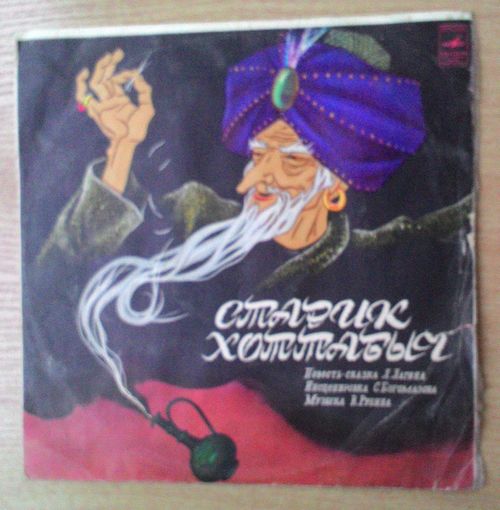 СТАРИК
ХОТТАБЫЧ
Повесть-сказка Л. Лагина
Инсценировка С. Богомазова
Музыка В. Рубина